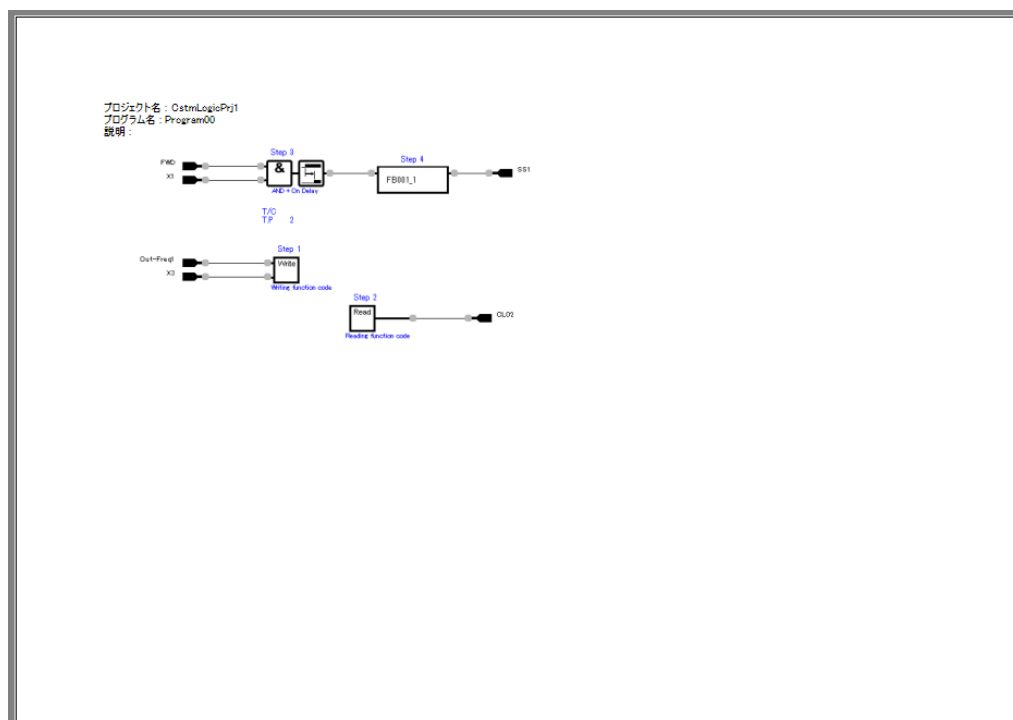 プロジェクト名 : CstmLogicPrj1
プログラム名 : Program00
説明 :
Step 3
Step 4
FWD
&
SS1
X1
FB001_1
AND + On Delay
T/C
T.P 2
Step 1
Out-Freq1
Write
X3
Writing function code
Step 2
Read
CLO2
Reading function code